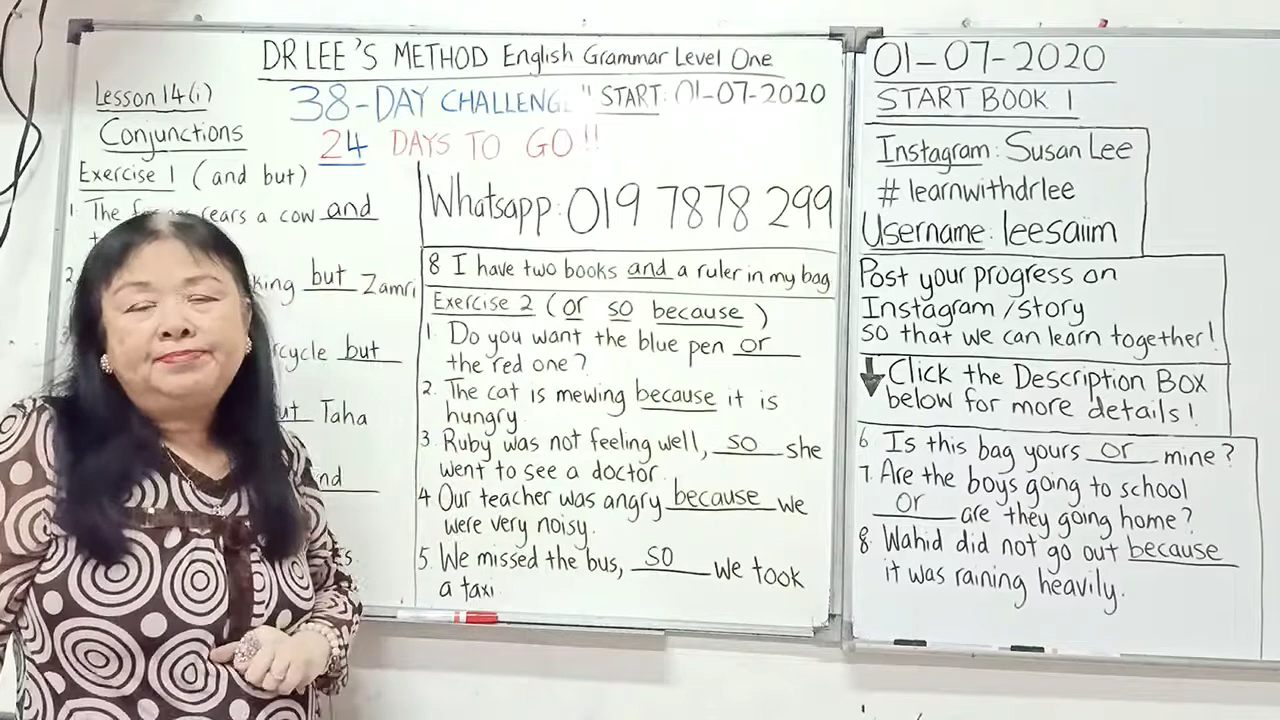 DR LEE'S METHOD English Grammar Level One
Lesson 14(i)
38-DAY CHALLENGE" START: 01-07-2020
Conjunctions
24 DAYS TO GO!!
Exercise 1 (and but)
1. The rears a cow and
2.
king but Zamri
rcycle but
but Taha
and
Whatsapp: 019 7878 299
8 I have two books and a ruler in my bag
Exercise 2 (or so because)
1. Do you want the blue pen or
the red one?
2. The cat is mewing because it is
hungry.
3. Ruby was not feeling well, so she
went to see a doctor.
4 Our teacher was angry because we
were very noisy.
5. We missed the bus, so we took
a taxi.
01-07-2020
START BOOK 1
Instagram: Susan Lee
# learnwithdrlee
Username: leesaiim
Post your progress on
Instagram/story
so that we can learn together!
Click the Description Box
below for more details!
6. Is this bag yours or mine?
7. Are the boys going to school
or are they going home?
8. Wahid did not go out because
it was raining heavily.